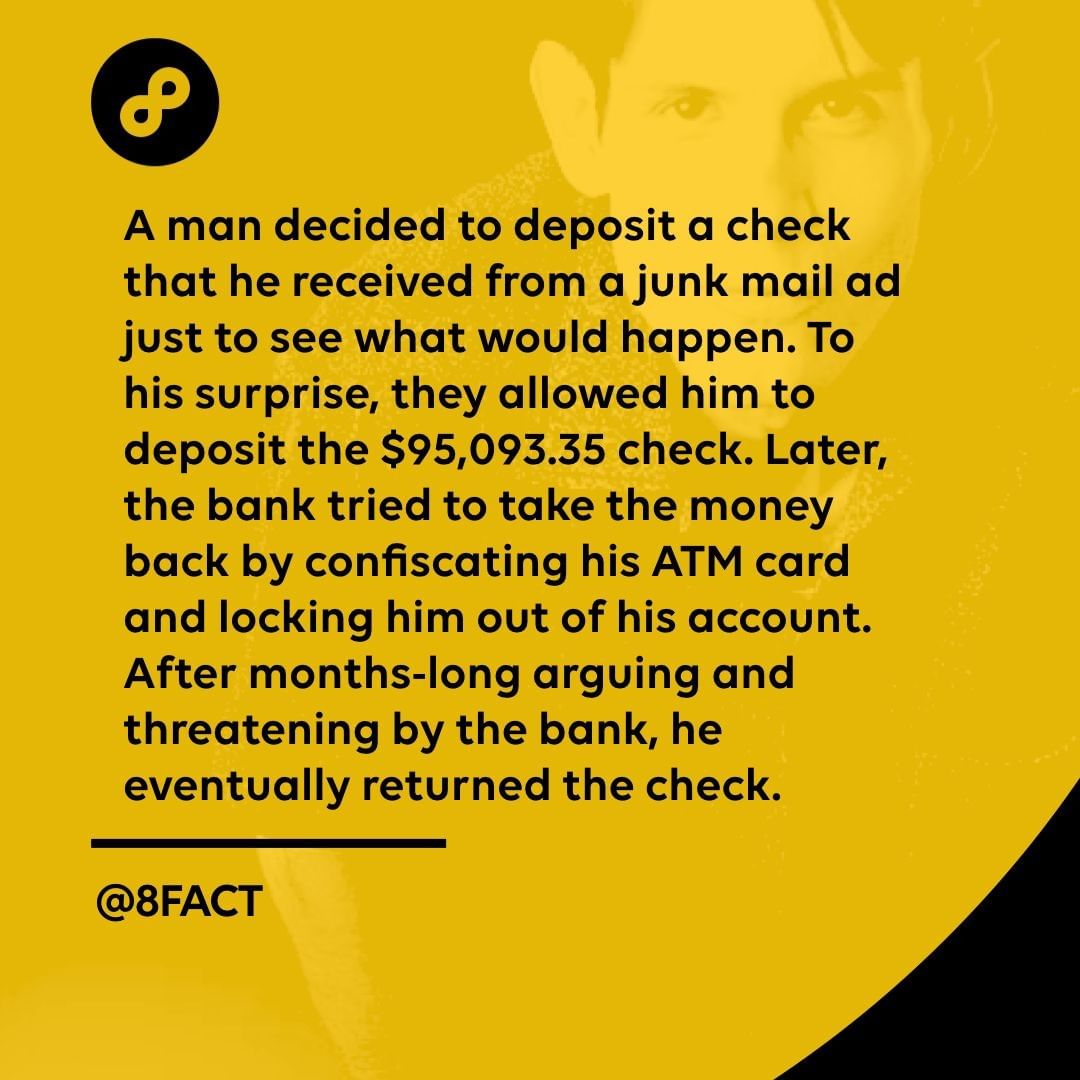 A man decided to deposit a check
that he received from a junk mail ad
just to see what would happen. To
his surprise, they allowed him to
deposit the $95,093.35 check. Later,
the bank tried to take the money
back by confiscating his ATM card
and locking him out of his account.
After months-long arguing and
threatening by the bank, he
eventually returned the check.
@8FACT